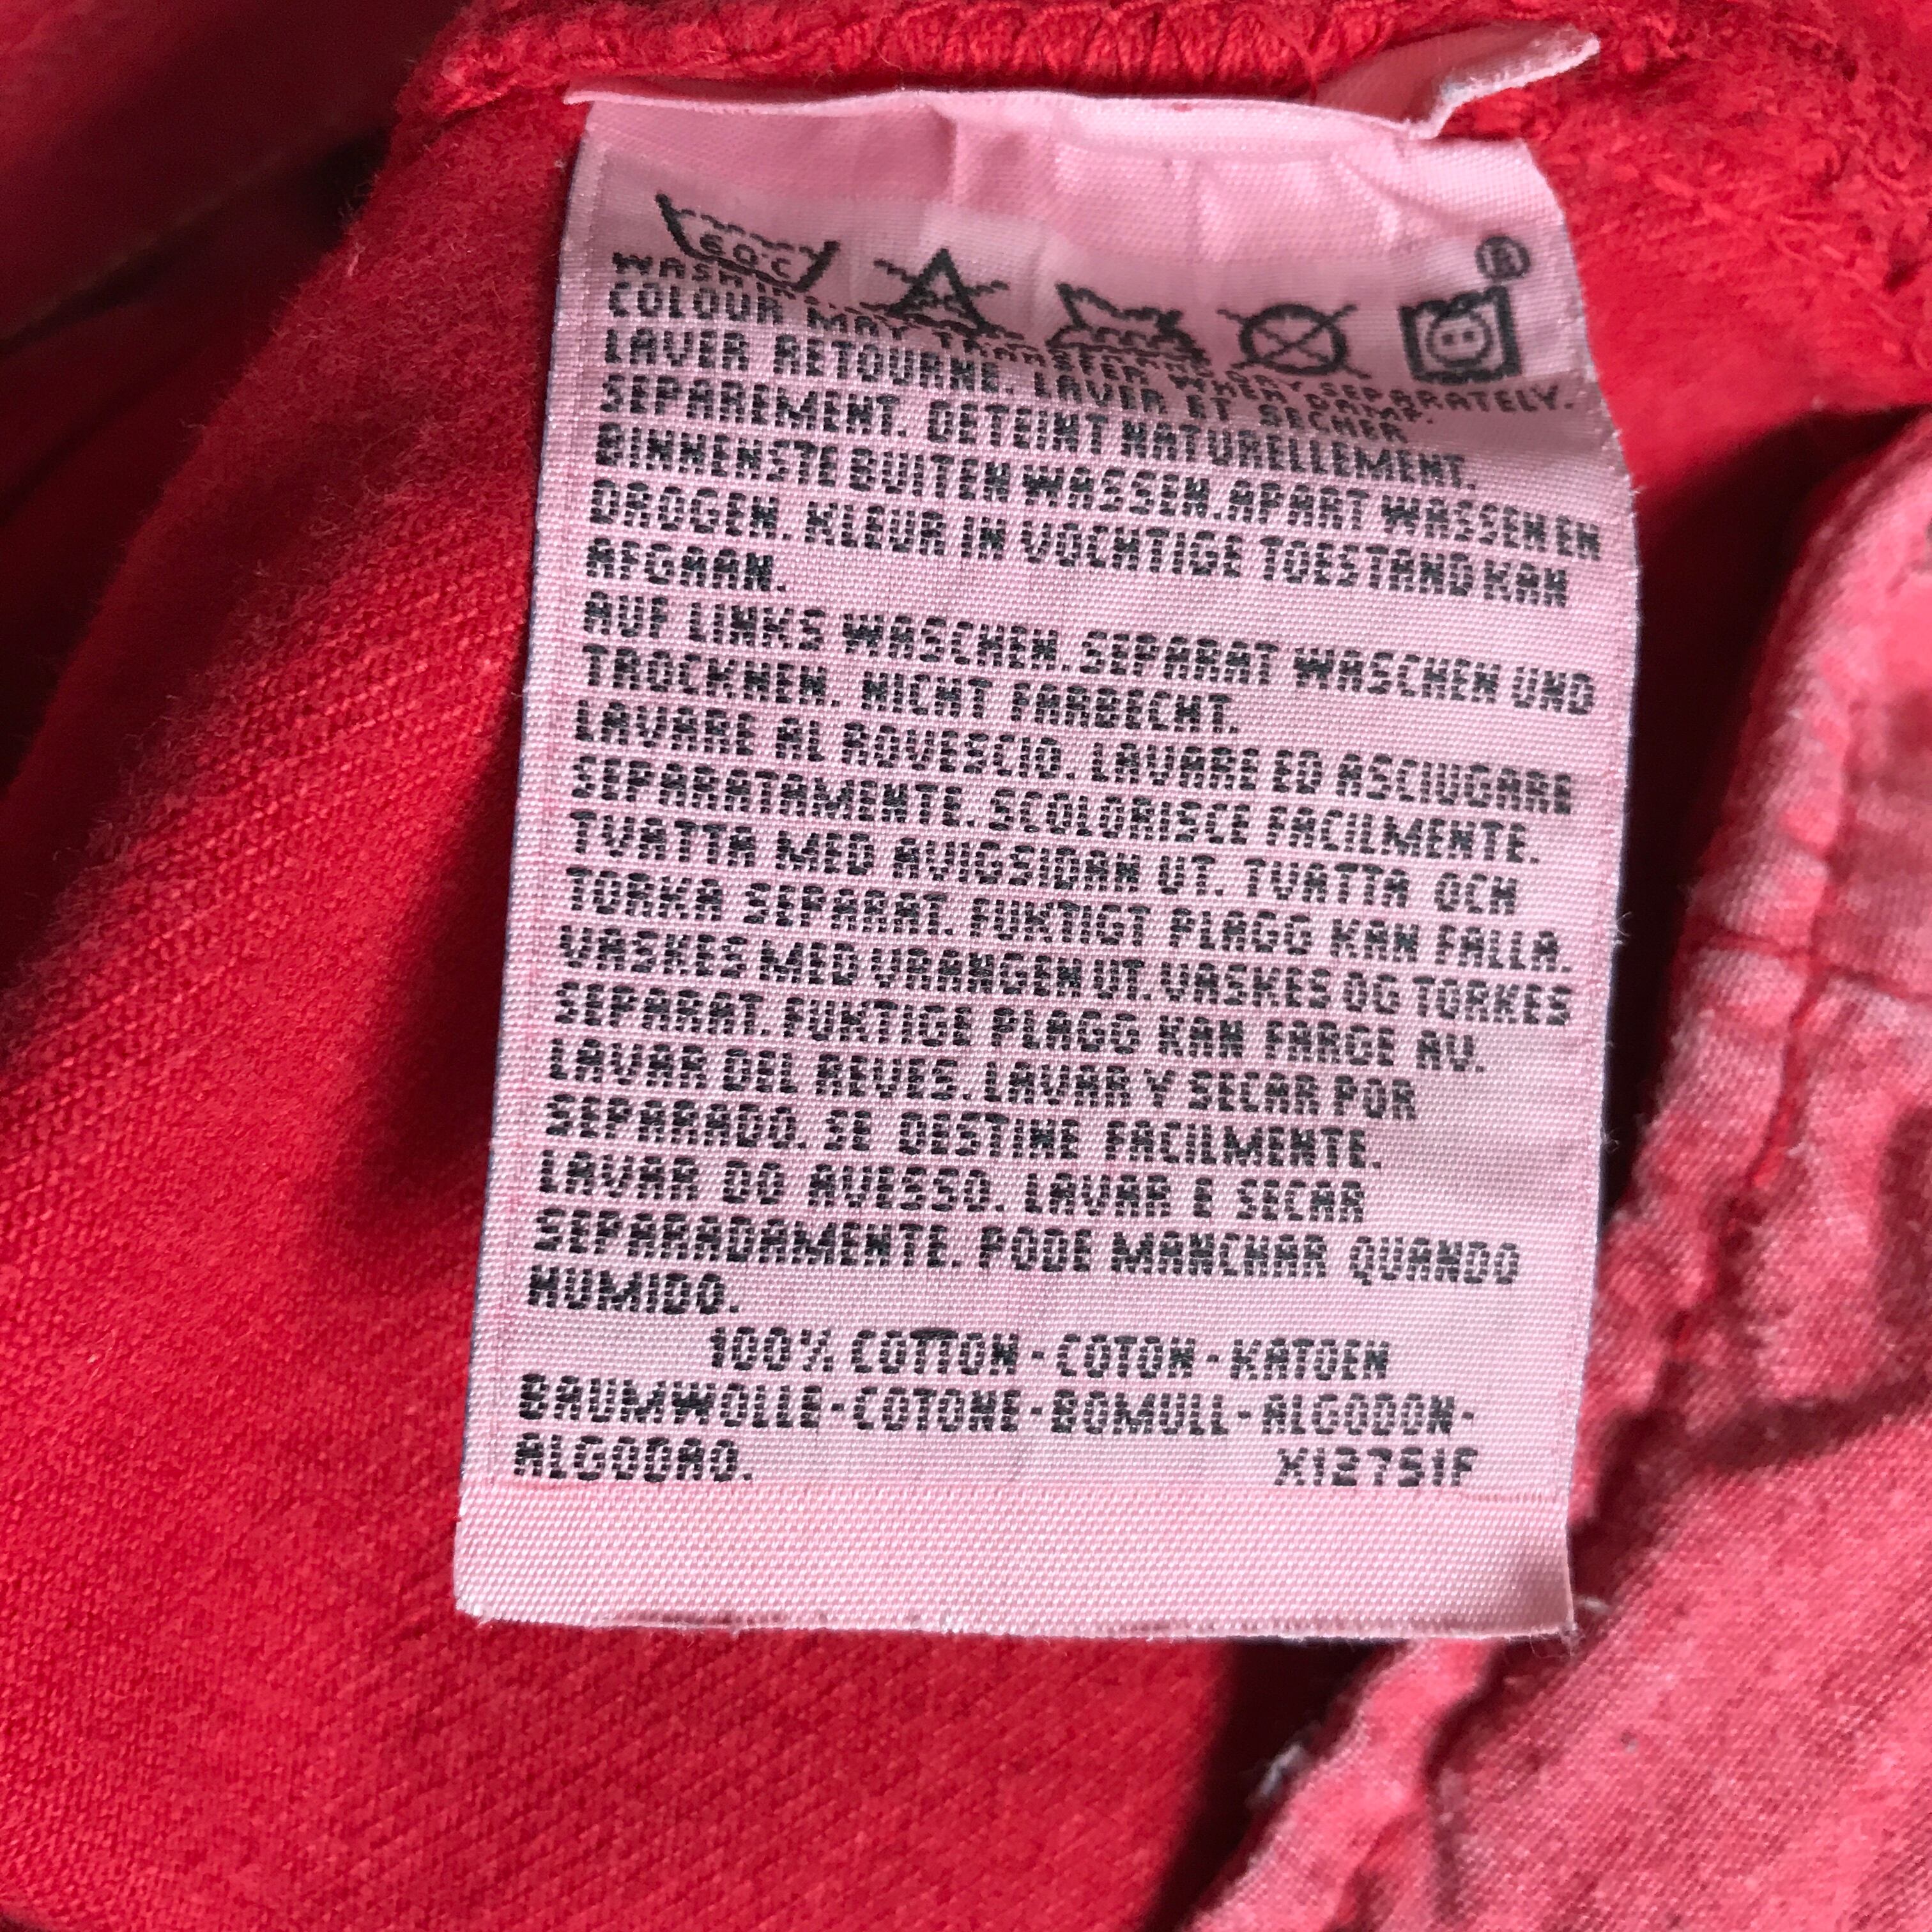 60°C
®
COLOUR MAY TRANSFER WHEN DAMP.
LAVER RETOURNE. LAVER ET SECHER
SEPAREMENT. DETEINT NATURELLEMENT.
BINNENSTE BUITEN WASSEN. APART WASSEN EN
DROGEN. KLEUR IN VOCHTIGE TOESTAND KAN
AFGAAN.
AUF LINKS WASCHEN. SEPARAT WASCHEN UND
TROCKNEN. NICHT FARBECHT.
LAVARE AL ROVESCIO. LAVARE ED ASCIUGARE
SEPARATAMENTE. SCOLORISCE FACILMENTE.
TVATTA MED AVIGSIDAN UT. TVATTA OCH
TORKA SEPARAT. FUKTIGT PLAGG KAN FALLA.
VASKES MED VRANGEN UT. VASKES OG TORKES
SEPARAT. FUKTIGE PLAGG KAN FARGE AV.
LAVAR DEL REVES. LAVAR Y SECAR POR
SEPARADO. SE DESTINE FACILMENTE.
LAVAR DO AVESSO. LAVAR E SECAR
SEPARADAMENTE. PODE MANCHAR QUANDO
HUMIDO.
100% COTTON - COTON - KATOEN
BAUMWOLLE - COTONE - BOMULL - ALGODON -
ALGODAO. X12751F